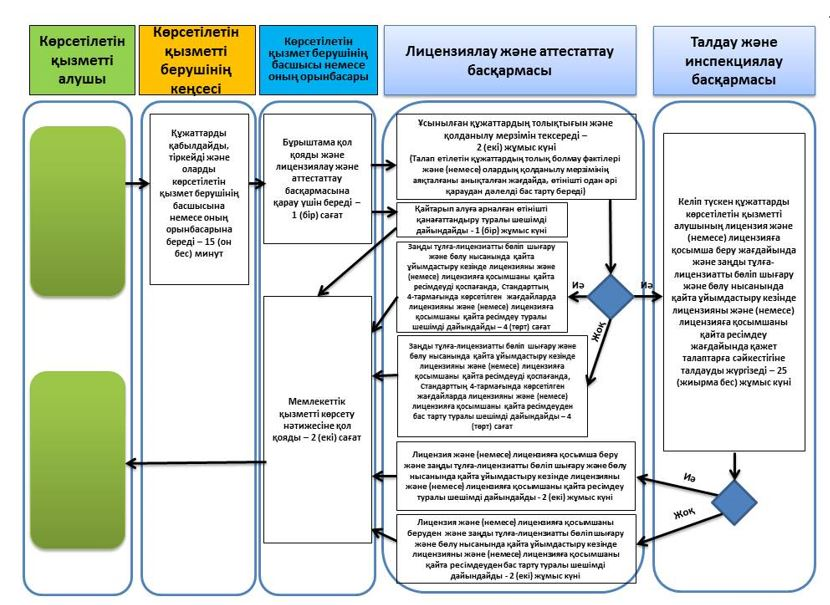 Көрсетілетін
қызметті
алушы
Көрсетілетін
қызметті
берушінің
кеңсесі
Көрсетілетін
қызмет берушінің
басшысы немесе
оның орынбасары
Лицензиялау және аттестаттау
басқармасы
Талдау және
инспекциялау
басқармасы
Құжаттарды
қабылдайды,
тіркейді және
оларды
көрсетілетін
қызмет берушінің
басшысына
немесе оның
орынбасарына
береді – 15 (он
бес) минут
Бұрыштама қол
қояды және
лицензиялау және
аттестаттау
басқармасына
қарау үшін береді –
1 (бір) сағат
Ұсынылған құжаттардың толықтығын және
қолданылу мерзімін тексереді –
2 (екі) жұмыс күні
(Талап етілетін құжаттардың толық болмау фактілері
және (немесе) олардың қолданылу мерзімінің
аяқталғаны анықталған жағдайда, өтінішті одан әрі
қараудан дәлелді бас тарту береді)
Қайтарып алуға арналған өтінішті
қанағаттандыру туралы шешімді
дайындайды - 1 (бір) жұмыс күні
Заңды тұлға-лицензиатты бөліп шығару
және бөлу нысанында қайта
ұйымдастыру кезінде лицензияны және
(немесе) лицензияға қосымшаны қайта
ресімдеуді қоспағанда, Стандарттың
4-тармағында көрсетілген жағдайларда
лицензияны және (немесе) лицензияға
қосымшаны қайта ресімдеу туралы
шешімді дайындайды – 4 (төрт) сағат
Иә
Иә
Жоқ
Заңды тұлға-лицензиатты бөліп шығару және
бөлу нысанында қайта ұйымдастыру кезінде
лицензияны және (немесе) лицензияға
қосымшаны қайта ресімдеуді қоспағанда,
Стандарттың 4-тармағында көрсетілген
жағдайларда лицензияны және (немесе)
лицензияға қосымшаны қайта ресімдеуден
бас тарту туралы шешімді дайындайды – 4
(төрт) сағат
Келіп түскен құжаттарды
көрсетілетін қызметті
алушының лицензия және
(немесе) лицензияға
қосымша беру жағдайында
және заңды тұлға-
лицензиатты бөліп шығару
және бөлу нысанында
қайта ұйымдастыру кезінде
лицензияны және (немесе)
лицензияға қосымшаны
қайта ресімдеу
жағдайында қажет
талаптарға сәйкестігіне
талдауды жүргізеді – 25
(жиырма бес) жұмыс күні
Мемлекеттік
қызметті көрсету
нәтижесіне қол
қояды – 2 (екі) сағат
Лицензия және (немесе) лицензияға қосымша беру
және заңды тұлға-лицензиатты бөліп шығару және бөлу
нысанында қайта ұйымдастыру кезінде лицензияны
және (немесе) лицензияға қосымшаны қайта ресімдеу
туралы шешімді дайындайды - 2 (екі) жұмыс күні
Иә
Жоқ
Лицензия және (немесе) лицензияға қосымшаны
беруден және заңды тұлға-лицензиатты бөліп шығару
және бөлу нысанында қайта ұйымдастыру кезінде
лицензияны және (немесе) лицензияға қосымшаны
қайта ресімдеуден бас тарту туралы шешімді
дайындайды - 2 (екі) жұмыс күні